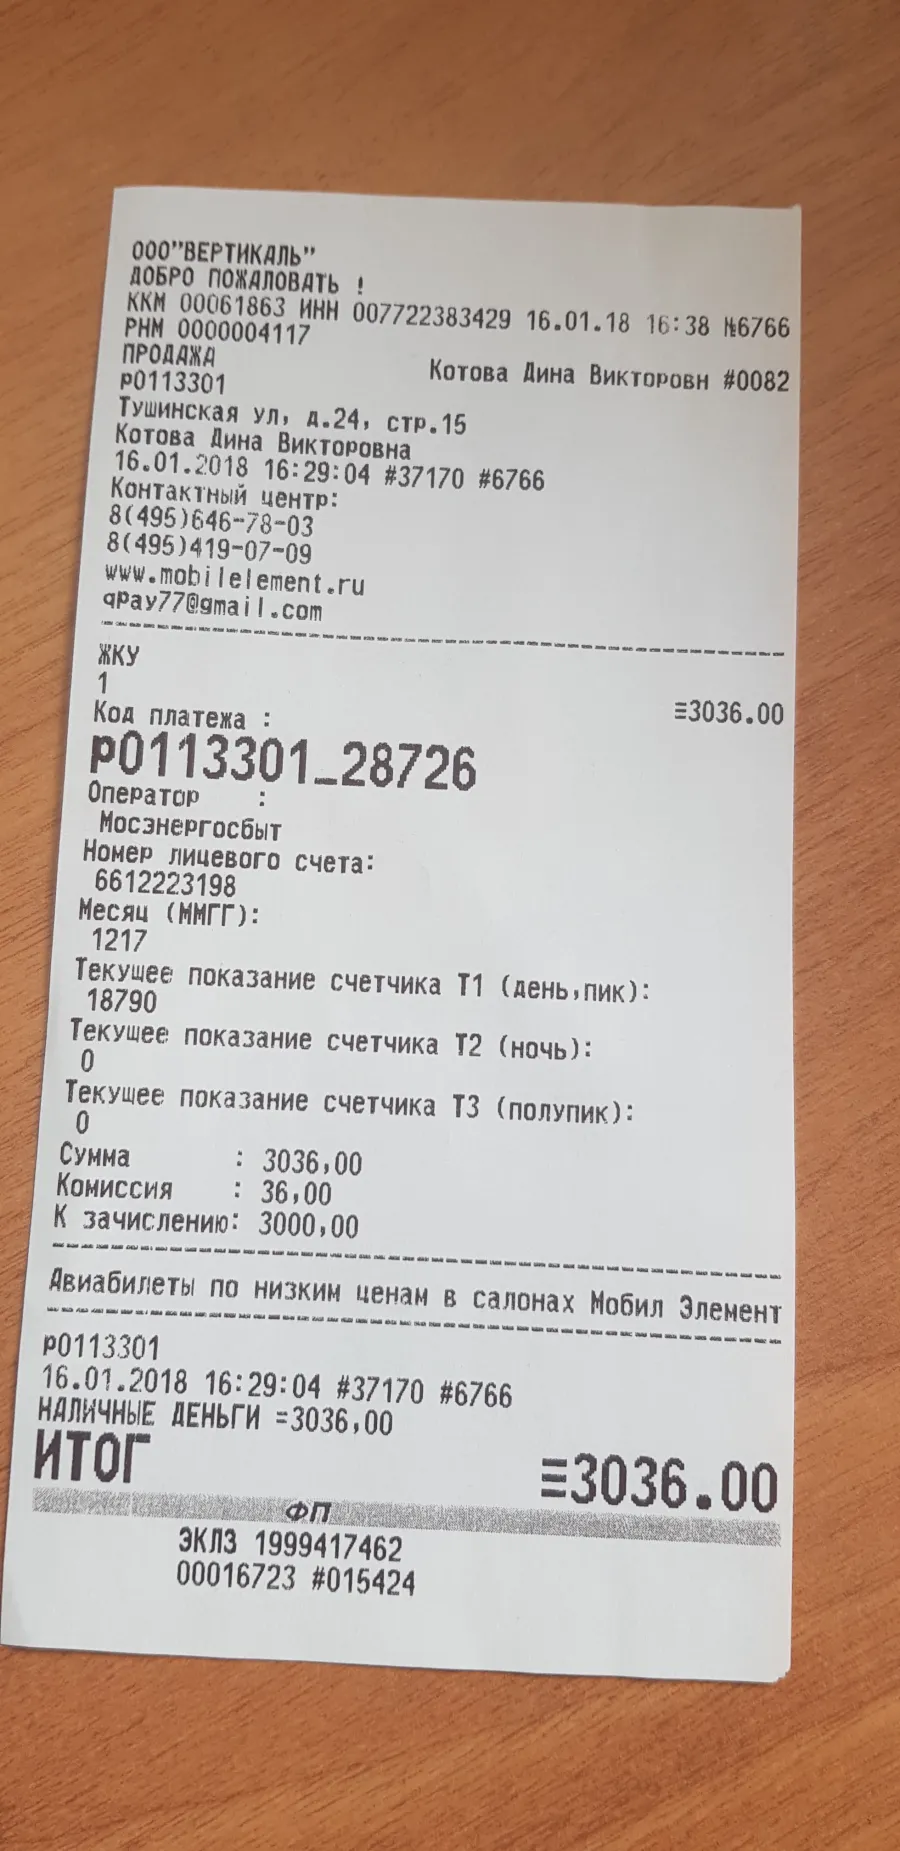 ООО"ВЕРТИКАЛЬ"
ДОБРО ПОЖАЛОВАТЬ !
ККМ 00061863 ИНН 007722383429 16.01.18 16:38 №6766
РНМ 0000004117
ПРОДАЖА Котова Дина Викторовн #0082
р0113301
Тушинская ул, д.24, стр.15
Котова Дина Викторовна
16.01.2018 16:29:04 #37170 #6766
Контактный центр:
8(495)646-78-03
8(495)419-07-09
www.mobilelement.ru
qpay77@gmail.com
ЖКУ
1 ≡3036.00
Код платежа :
р0113301_28726
Оператор :
Мосэнергосбыт
Номер лицевого счета:
6612223198
Месяц (ММГГ):
1217
Текущее показание счетчика Т1 (день,пик):
18790
Текущее показание счетчика Т2 (ночь):
0
Текущее показание счетчика Т3 (полупик):
0
Сумма : 3036,00
Комиссия : 36,00
К зачислению: 3000,00
Авиабилеты по низким ценам в салонах Мобил Элемент
р0113301
16.01.2018 16:29:04 #37170 #6766
НАЛИЧНЫЕ ДЕНЬГИ =3036,00
ИТОГ ≡3036.00
ФП
ЭКЛЗ 1999417462
00016723 #015424